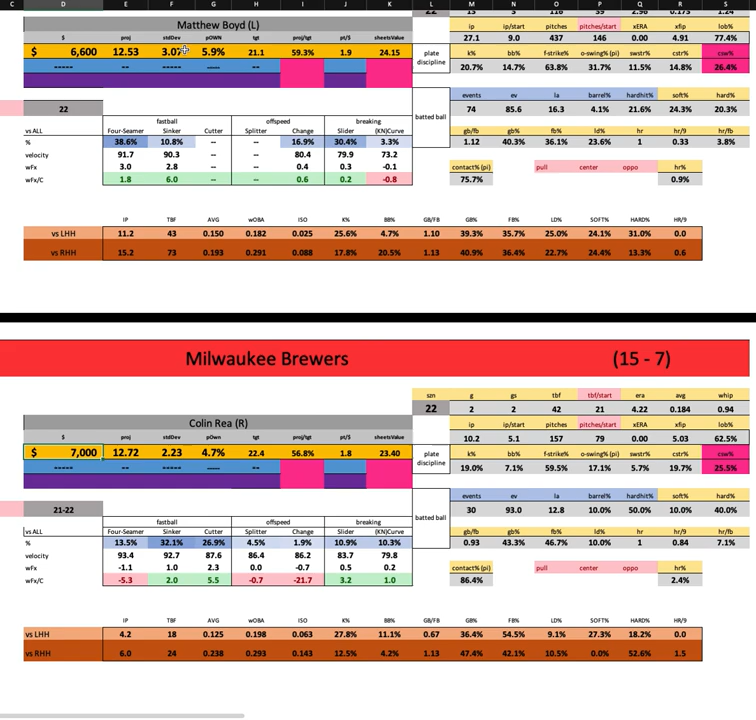 D E F G H I J K L M N O P Q R S
22 13 3 116 39 2.98 0.173 1.24
Matthew Boyd (L) ip ip/start pitches pitches/start xERA xfip lob%
$ proj stdDev pOWN tgt proj/tgt pt/$ sheetsValue 27.1 9.0 437 146 0.00 4.91 77.4%
$ 6,600 12.53 3.07 5.9% 21.1 59.3% 1.9 24.15 plate discipline k% bb% f-strike% o-swing% (pi) swstr% cstr% csw%
----- -- ----- ----- -- 20.7% 14.7% 63.8% 31.7% 11.5% 14.8% 26.4%
events ev la barrel% hardhit% soft% hard%
22 batted ball 74 85.6 16.3 4.1% 21.6% 24.3% 20.3%
fastball offspeed breaking
vs ALL Four-Seamer Sinker Cutter Splitter Change Slider (KN)Curve gb/fb gb% fb% ld% hr hr/9 hr/fb
% 38.6% 10.8% -- -- 16.9% 30.4% 3.3% 1.12 40.3% 36.1% 23.6% 1 0.33 3.8%
velocity 91.7 90.3 -- -- 80.4 79.9 73.2
wFx 3.0 2.8 -- -- 0.4 0.3 -0.1 contact% (pi) pull center oppo hr%
wFx/C 1.8 6.0 -- -- 0.6 0.2 -0.8 75.7% 0.9%
IP TBF AVG wOBA ISO K% BB% GB/FB GB% FB% LD% SOFT% HARD% HR/9
vs LHH 11.2 43 0.150 0.182 0.025 25.6% 4.7% 1.10 39.3% 35.7% 25.0% 24.1% 31.0% 0.0
vs RHH 15.2 73 0.193 0.291 0.088 17.8% 20.5% 1.13 40.9% 36.4% 22.7% 24.4% 13.3% 0.6
Milwaukee Brewers (15 - 7)
szn g gs tbf tbf/start era avg whip
22 2 2 42 21 4.22 0.184 0.94
Colin Rea (R) ip ip/start pitches pitches/start xERA xfip lob%
$ proj stdDev pOwn tgt proj/tgt pt/$ sheetsValue 10.2 5.1 157 79 0.00 5.03 62.5%
$ 7,000 12.72 2.23 4.7% 22.4 56.8% 1.8 23.40 plate discipline k% bb% f-strike% o-swing% (pi) swstr% cstr% csw%
----- -- ----- ----- -- 19.0% 7.1% 59.5% 17.1% 5.7% 19.7% 25.5%
events ev la barrel% hardhit% soft% hard%
21-22 batted ball 30 93.0 12.8 10.0% 50.0% 10.0% 40.0%
fastball offspeed breaking
vs ALL Four-Seamer Sinker Cutter Splitter Change Slider (KN)Curve gb/fb gb% fb% ld% hr hr/9 hr/fb
% 13.5% 32.1% 26.9% 4.5% 1.9% 10.9% 10.3% 0.93 43.3% 46.7% 10.0% 1 0.84 7.1%
velocity 93.4 92.7 87.6 86.4 86.2 83.7 79.8
wFx -1.1 1.0 2.3 0.0 -0.7 0.5 0.2 contact% (pi) pull center oppo hr%
wFx/C -5.3 2.0 5.5 -0.7 -21.7 3.2 1.0 86.4% 2.4%
IP TBF AVG wOBA ISO K% BB% GB/FB GB% FB% LD% SOFT% HARD% HR/9
vs LHH 4.2 18 0.125 0.198 0.063 27.8% 11.1% 0.67 36.4% 54.5% 9.1% 27.3% 18.2% 0.0
vs RHH 6.0 24 0.238 0.293 0.143 12.5% 4.2% 1.13 47.4% 42.1% 10.5% 0.0% 52.6% 1.5